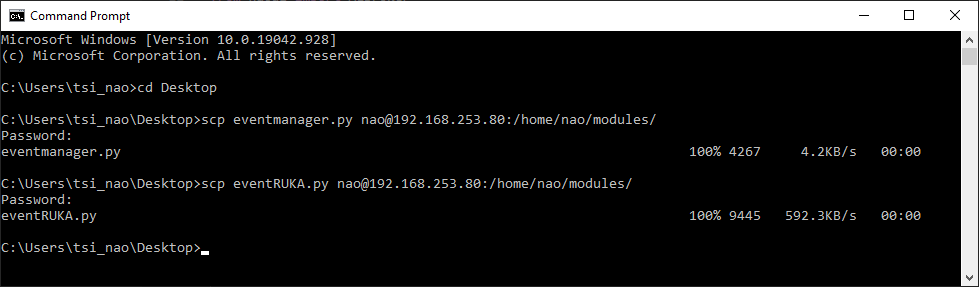 Command Prompt
Microsoft Windows [Version 10.0.19042.928]
(c) Microsoft Corporation. All rights reserved.
C:\Users\tsi_nao>cd Desktop
C:\Users\tsi_nao\Desktop>scp eventmanager.py nao@192.168.253.80:/home/nao/modules/
Password:
eventmanager.py 100% 4267 4.2KB/s 00:00
C:\Users\tsi_nao\Desktop>scp eventRUKA.py nao@192.168.253.80:/home/nao/modules/
Password:
eventRUKA.py 100% 9445 592.3KB/s 00:00
C:\Users\tsi_nao\Desktop>